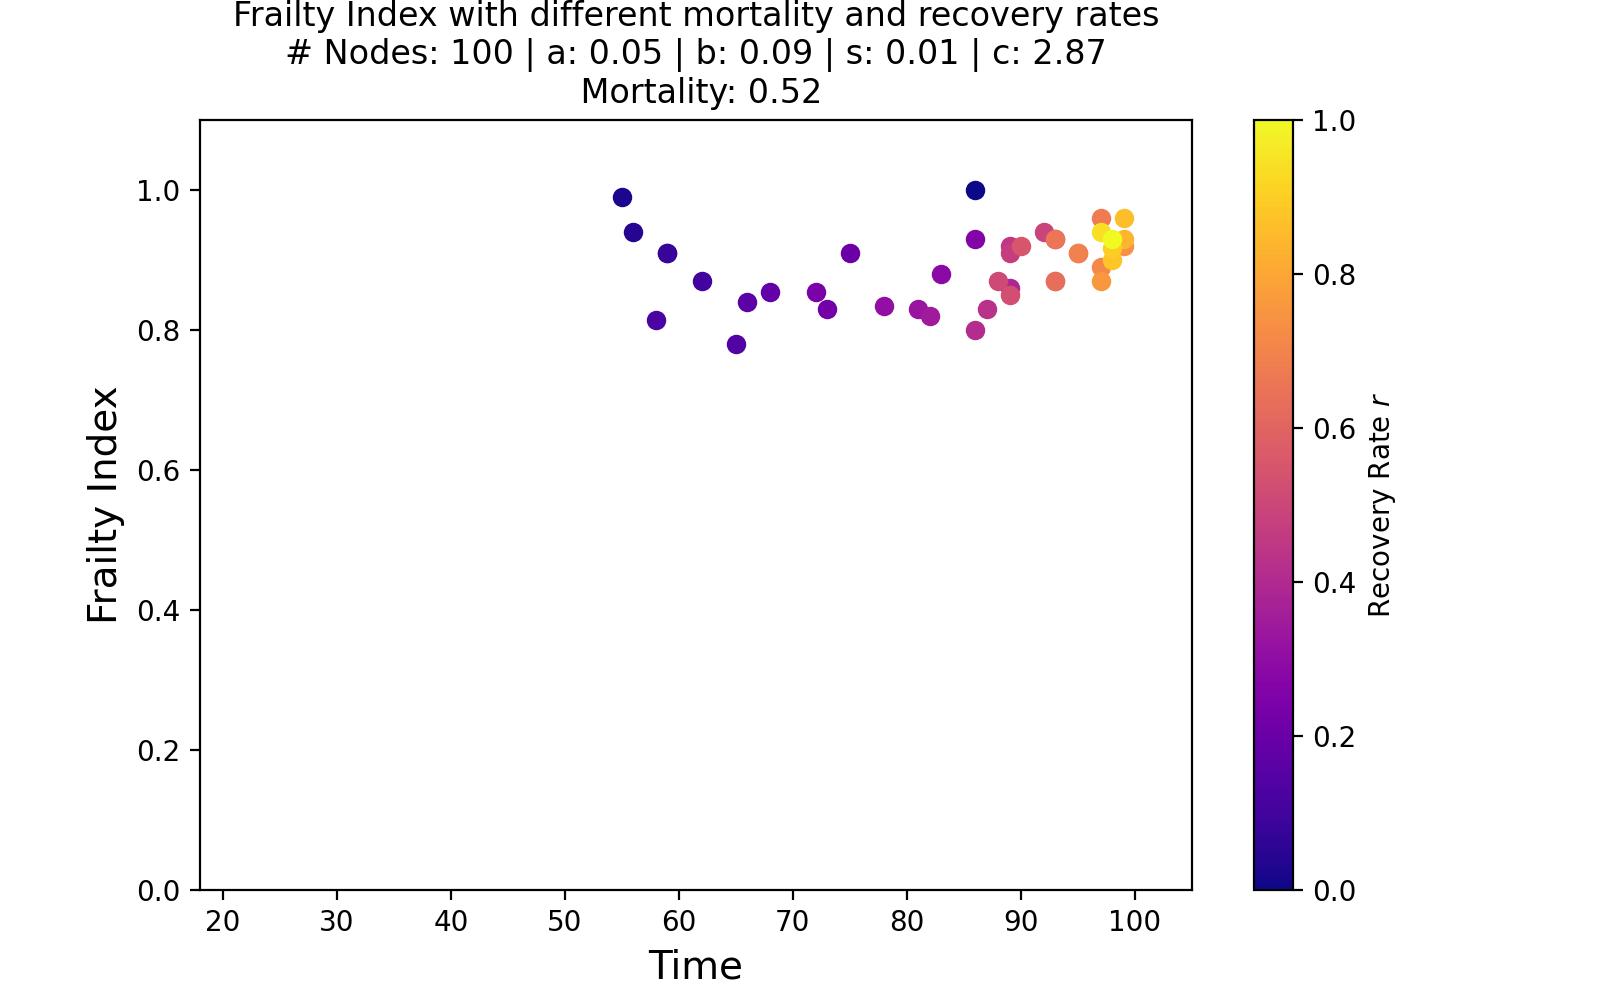 Frailty Index with different mortality and recovery rates
# Nodes: 100 | a: 0.05 | b: 0.09 | s: 0.01 | c: 2.87
Mortality: 0.52
Frailty Index
1.0
0.8
0.6
0.4
0.2
0.0
20 30 40 50 60 70 80 90 100
Time
1.0
0.8
0.6
0.4
0.2
0.0
Recovery Rate r